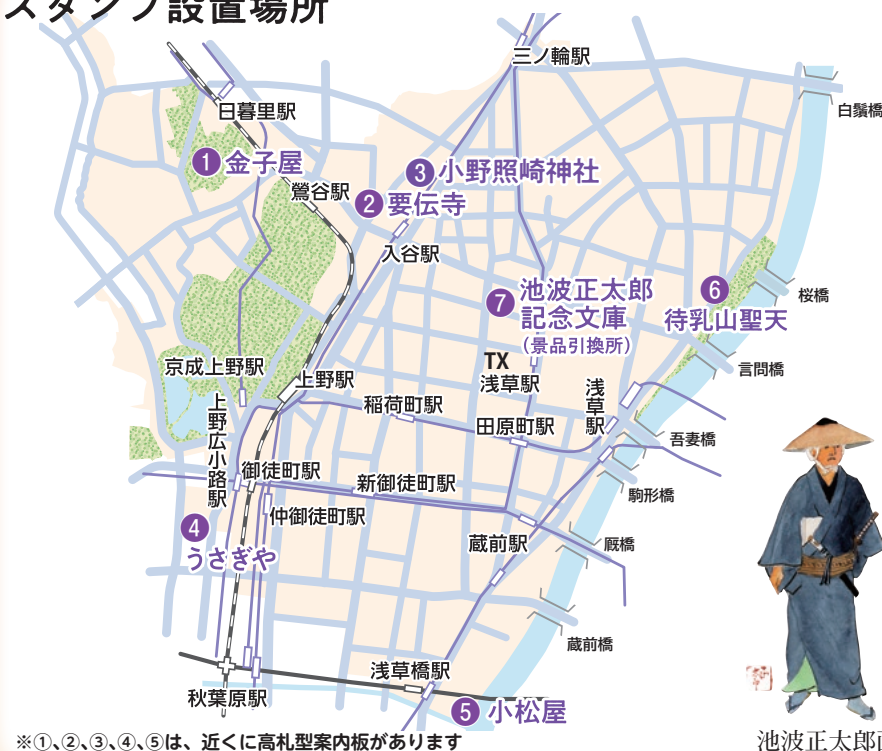 スタンプ設置場所
三ノ輪駅
日暮里駅
白鬚橋
❶ 金子屋
❸ 小野照崎神社
鶯谷駅
❷ 要伝寺
入谷駅
❼ 池波正太郎
記念文庫
(景品引換所)
❻
待乳山聖天
桜橋
言問橋
京成上野駅
上野駅
TX
浅草駅
稲荷町駅
浅草駅
上野広小路駅
田原町駅
吾妻橋
御徒町駅
新御徒町駅
駒形橋
仲御徒町駅
❹
うさぎや
蔵前駅
厩橋
蔵前橋
浅草橋駅
秋葉原駅
❺ 小松屋
※①、②、③、④、⑤は、近くに高札型案内板があります
池波正太郎